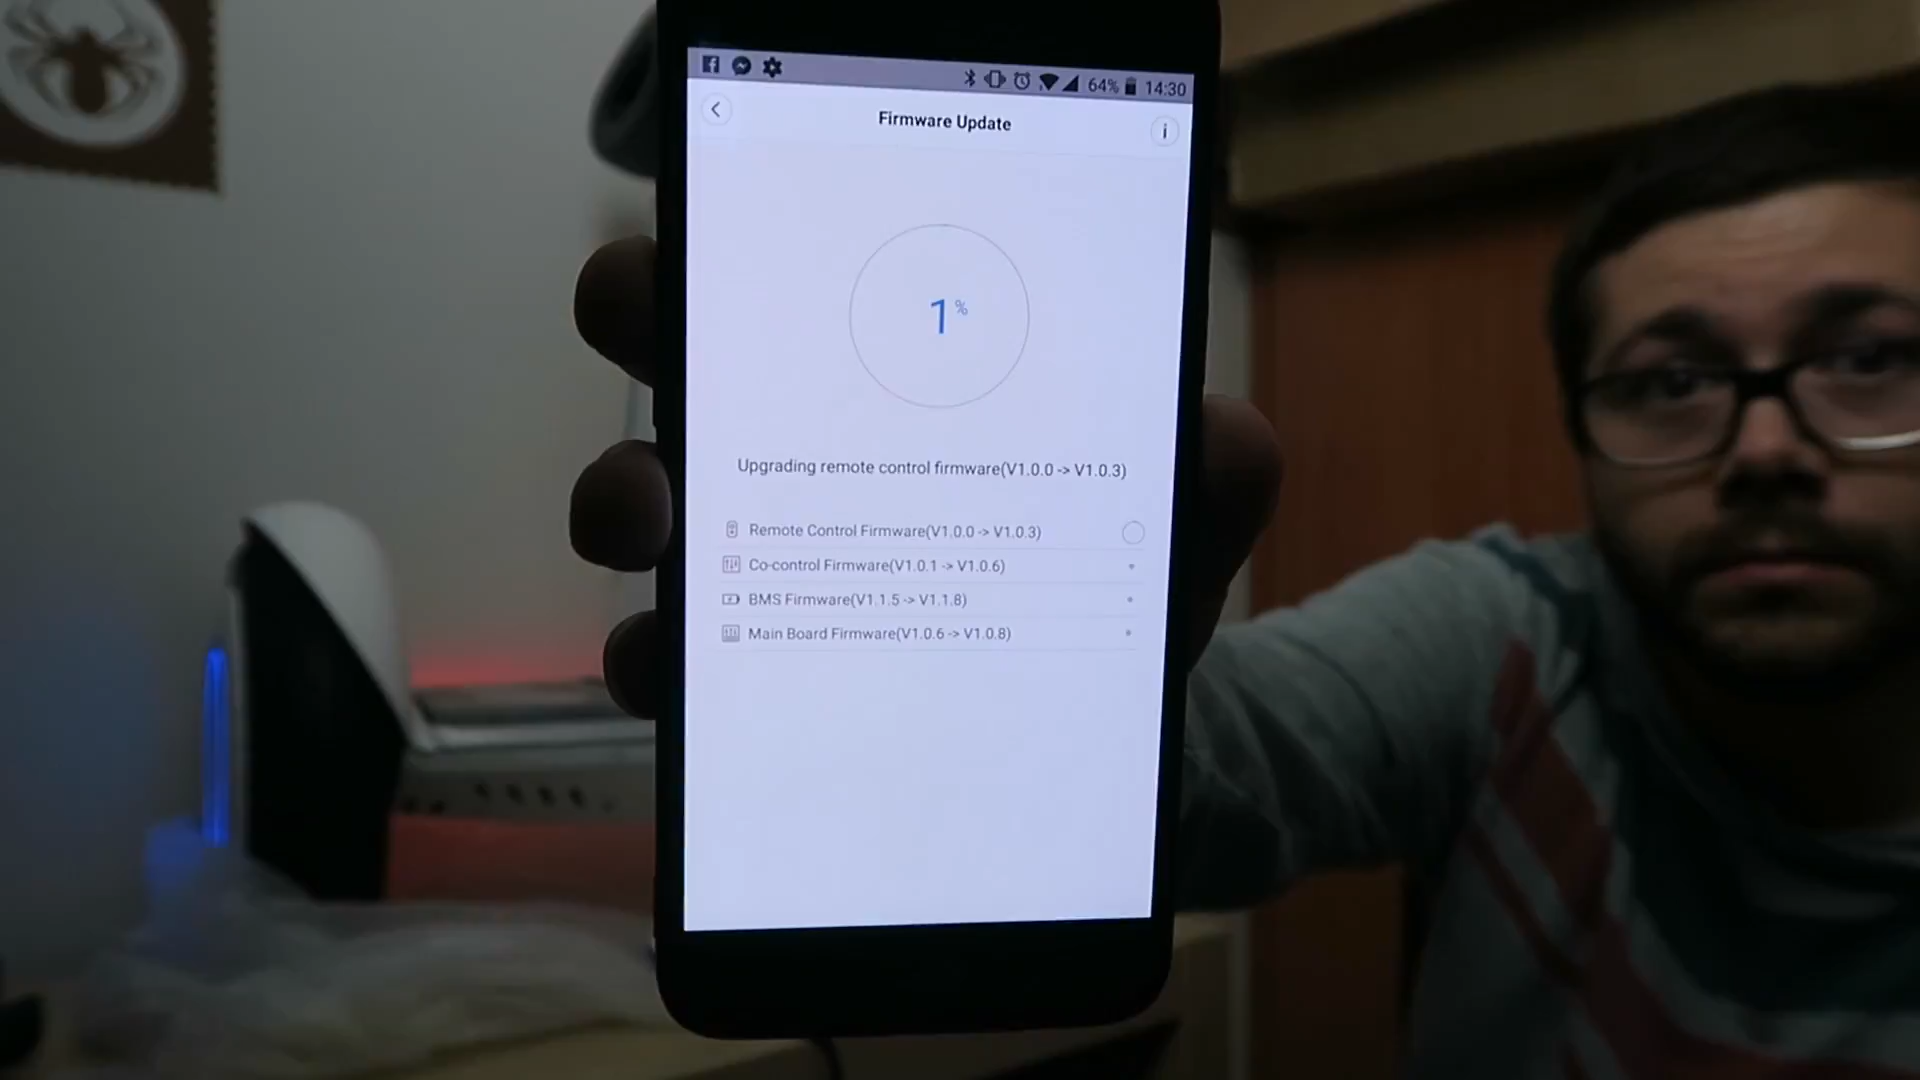 64% 14:30
Firmware Update
1%
Upgrading remote control firmware(V1.0.0 -> V1.0.3)
Remote Control Firmware(V1.0.0 -> V1.0.3)
Co-control Firmware(V1.0.1 -> V1.0.6)
BMS Firmware(V1.1.5 -> V1.1.8)
Main Board Firmware(V1.0.6 -> V1.0.8)